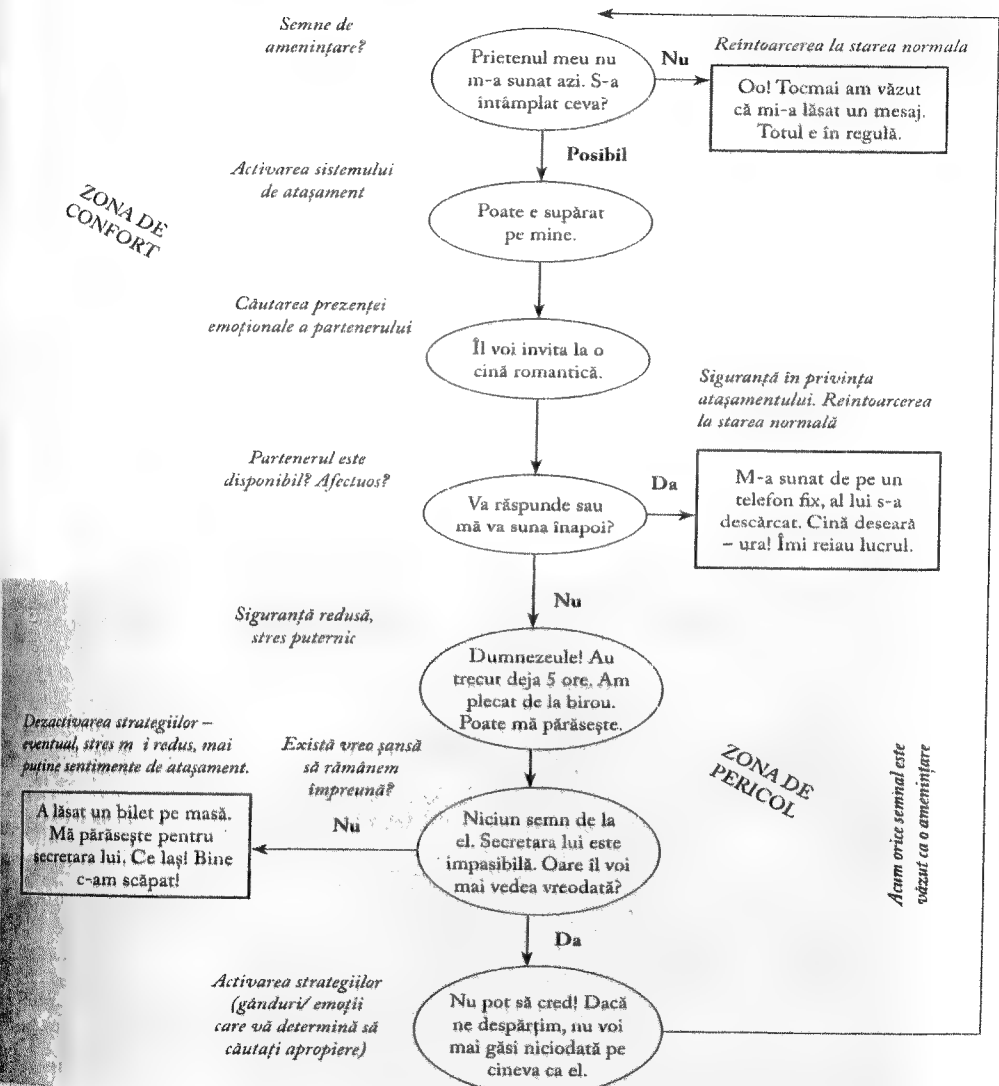 Semne de
amenințare?
Prietenul meu nu
m-a sunat azi. S-a
întâmplat ceva?
Nu
Reîntoarcerea la starea normala
Oo! Tocmai am văzut
că mi-a lăsat un mesaj.
Totul e în regulă.
Posibil
Activarea sistemului
de atașament
ZONA DE
CONFORT
Poate e supărat
pe mine.
Căutarea prezenței
emoționale a partenerului
Îl voi invita la o
cină romantică.
Siguranță în privința
atașamentului. Reîntoarcerea
la starea normală
Partenerul este
disponibil? Afectuos?
Va răspunde sau
mă va suna înapoi?
Da
M-a sunat de pe un
telefon fix, al lui s-a
descărcat. Cină deseară
– ura! Îmi reiau lucrul.
Nu
Siguranță redusă,
stres puternic
Dumnezeule! Au
trecut deja 5 ore. Am
plecat de la birou.
Poate mă părăsește.
Dezactivarea strategiilor –
eventual, stres m i redus, mai
puține sentimente de atașament.
Există vreo șansă
să rămânem
împreună?
ZONA DE
PERICOL
Acum orice semnal este
văzut ca o amenințare
A lăsat un bilet pe masă.
Mă părăsește pentru
secretara lui. Ce laș! Bine
c-am scăpat!
Nu
Niciun semn de la
el. Secretara lui este
impasibilă. Oare îl voi
mai vedea vreodată?
Da
Activarea strategiilor
(gânduri/ emoții
care vă determină să
căutați apropiere)
Nu pot să cred! Dacă
ne despărțim, nu voi
mai găsi niciodată pe
cineva ca el.